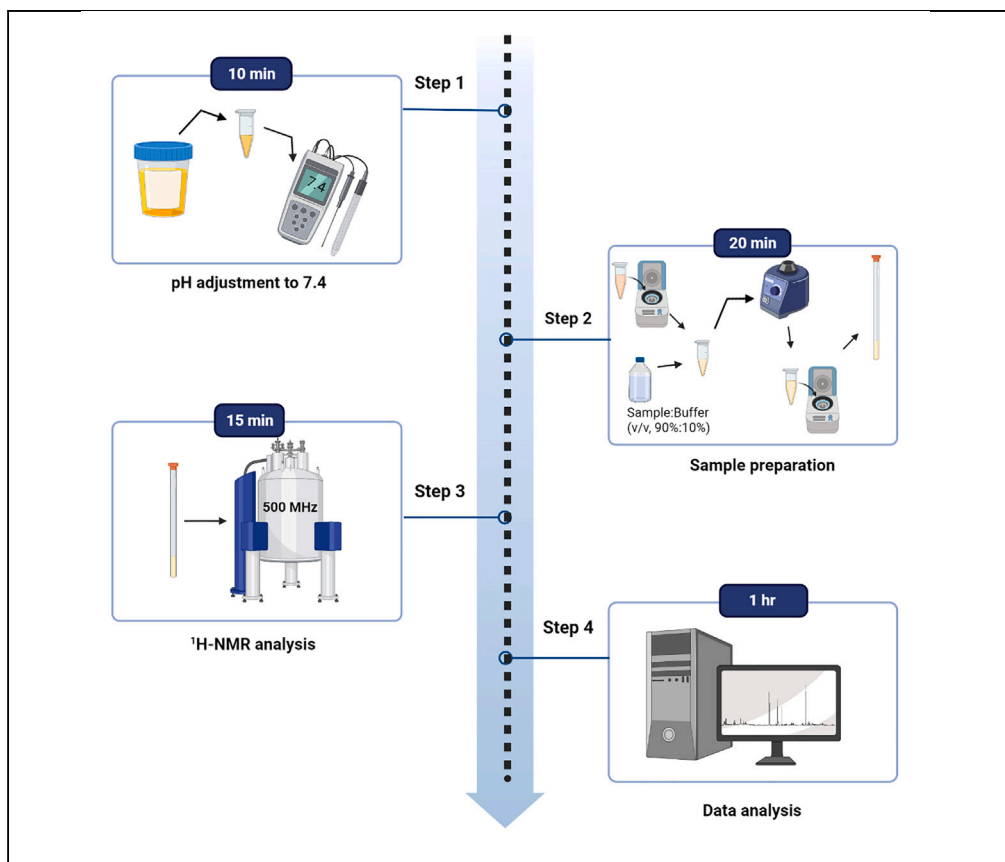 10 min
Step 1
7.4
pH adjustment to 7.4
20 min
Step 2
Sample:Buffer
(v/v, 90%:10%)
Sample preparation
15 min
Step 3
500 MHz
¹H-NMR analysis
1 hr
Step 4
Data analysis